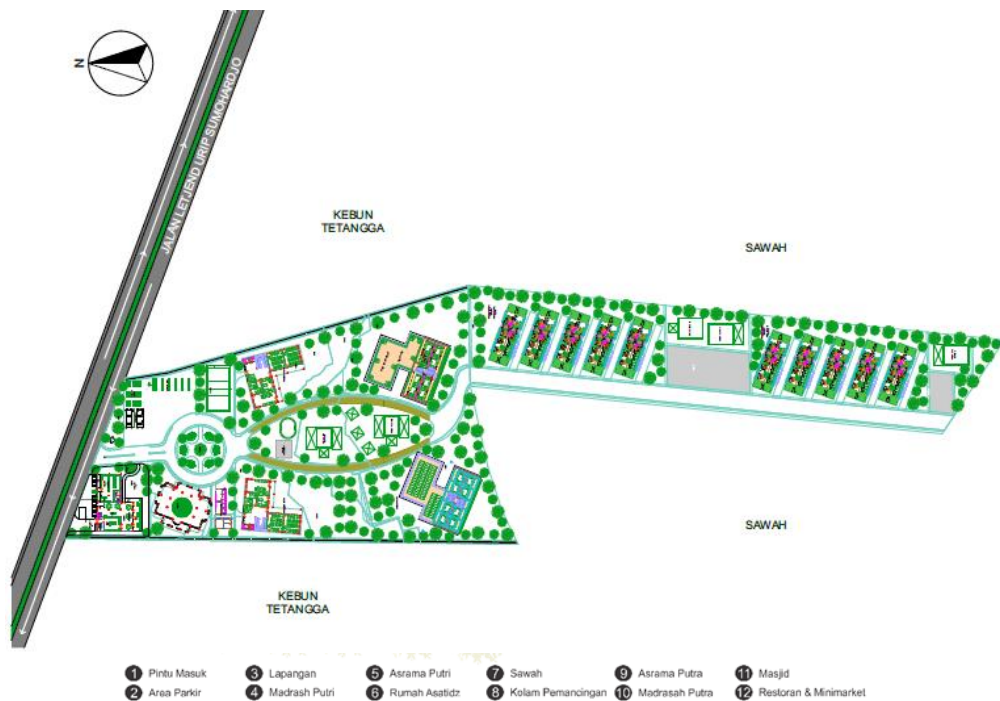 N
JALAN LETJEND URIP SUMOHARDJO
KEBUN
TETANGGA
SAWAH
SAWAH
KEBUN
TETANGGA
1 Pintu Masuk
3 Lapangan
5 Asrama Putri
7 Sawah
9 Asrama Putra
11 Masjid
2 Area Parkir
4 Madrash Putri
6 Rumah Asatidz
8 Kolam Pemancingan
10 Madrasah Putra
12 Restoran & Minimarket